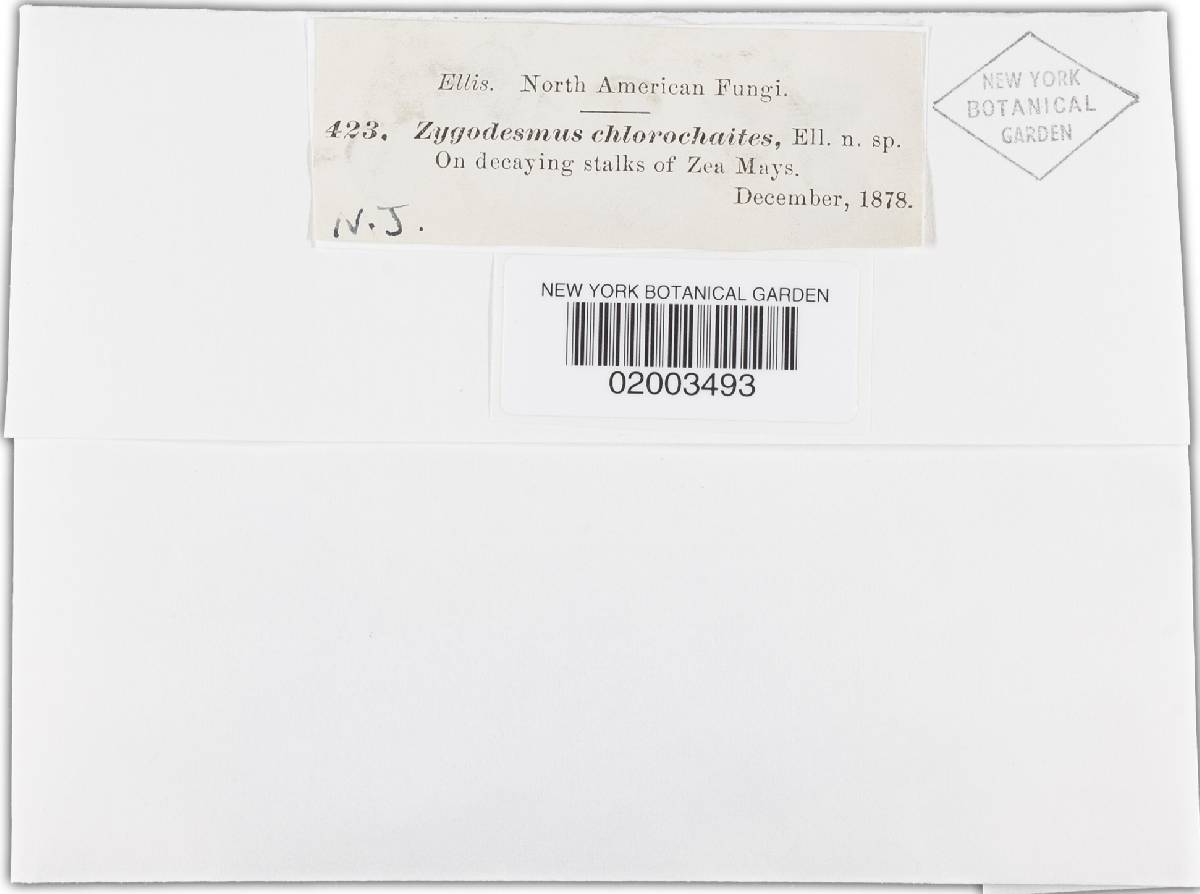 Ellis. North American Fungi.
423. Zygodesmus chlorochaites, Ell. n. sp.
On decaying stalks of Zea Mays.
December, 1878.
N.J.
NEW YORK
BOTANICAL
GARDEN
NEW YORK BOTANICAL GARDEN
02003493